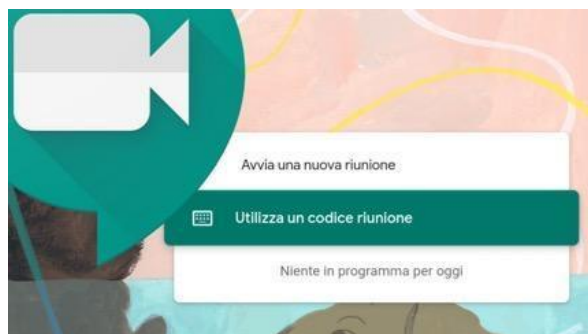 Avvia una nuova riunione
Utilizza un codice riunione
Niente in programma per oggi